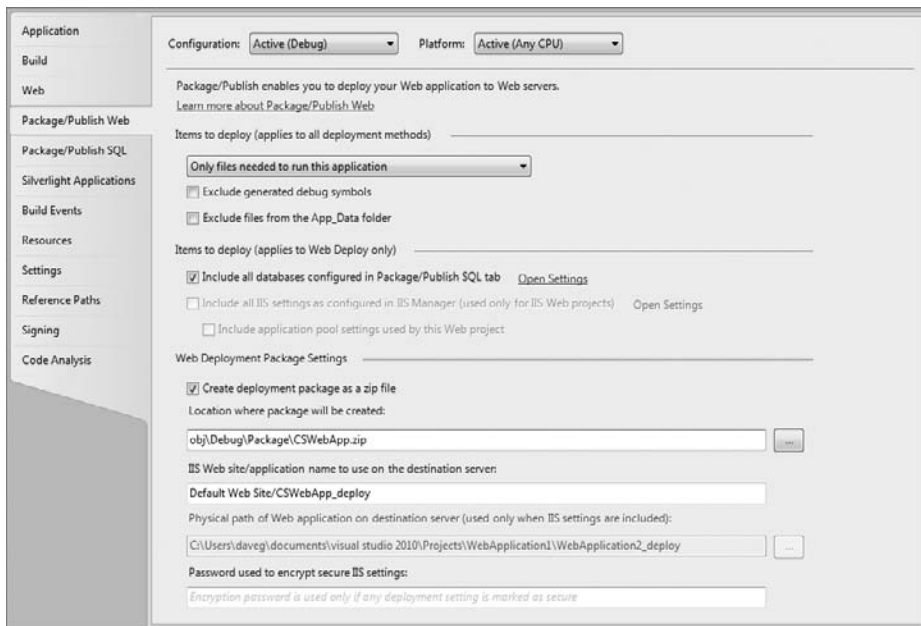 Application
Build
Web
Package/Publish Web
Package/Publish SQL
Silverlight Applications
Build Events
Resources
Settings
Reference Paths
Signing
Code Analysis
Configuration: Active (Debug) Platform: Active (Any CPU)
Package/Publish enables you to deploy your Web application to Web servers.
Learn more about Package/Publish Web
Items to deploy (applies to all deployment methods)
Only files needed to run this application
Exclude generated debug symbols
Exclude files from the App_Data folder
Items to deploy (applies to Web Deploy only)
Include all databases configured in Package/Publish SQL tab Open Settings
Include all IIS settings as configured in IIS Manager (used only for IIS Web projects) Open Settings
Include application pool settings used by this Web project
Web Deployment Package Settings
Create deployment package as a zip file
Location where package will be created:
obj\Debug\Package\CSWebApp.zip ...
IIS Web site/application name to use on the destination server:
Default Web Site/CSWebApp_deploy
Physical path of Web application on destination server (used only when IIS settings are included):
C:\Users\daveg\documents\visual studio 2010\Projects\WebApplication1\WebApplication2_deploy ...
Password used to encrypt secure IIS settings:
Encryption password is used only if any deployment setting is marked as secure